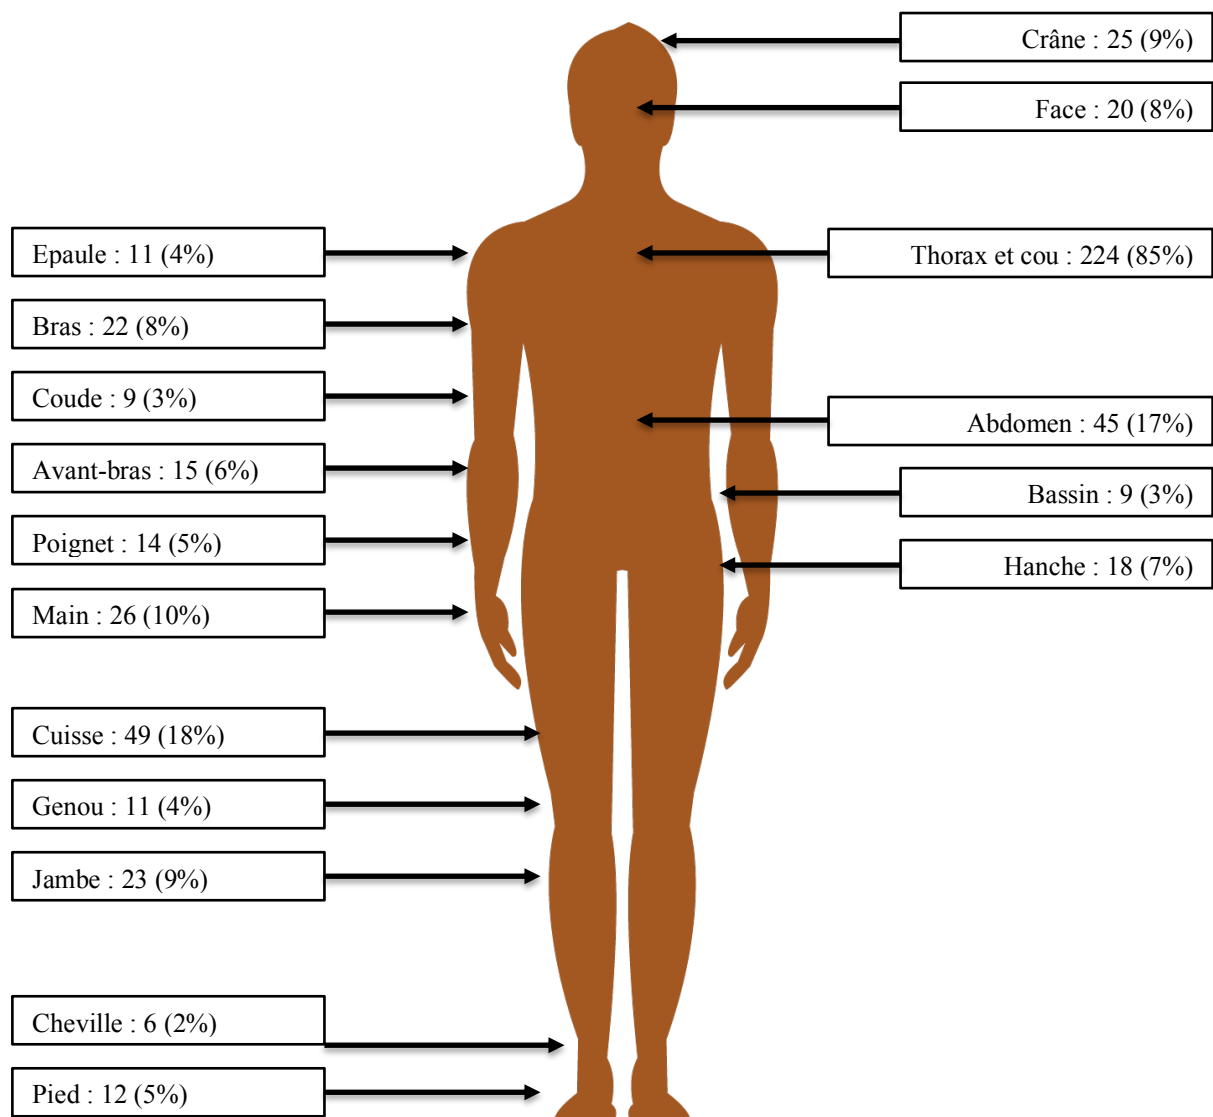 Crâne : 25 (9%)
Face : 20 (8%)
Epaule : 11 (4%)
Thorax et cou : 224 (85%)
Bras : 22 (8%)
Coude : 9 (3%)
Abdomen : 45 (17%)
Avant-bras : 15 (6%)
Bassin : 9 (3%)
Poignet : 14 (5%)
Hanche : 18 (7%)
Main : 26 (10%)
Cuisse : 49 (18%)
Genou : 11 (4%)
Jambe : 23 (9%)
Cheville : 6 (2%)
Pied : 12 (5%)